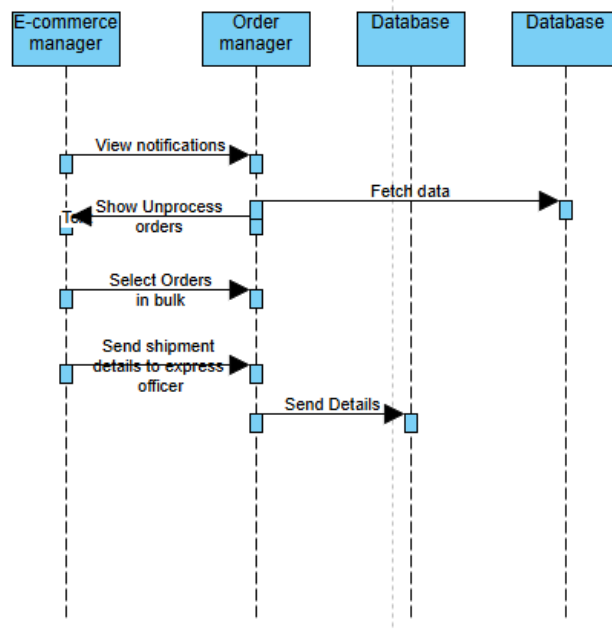 E-commerce
manager
Order
manager
Database
Database
View notifications
Fetch data
Show Unprocess
orders
Select Orders
in bulk
Send shipment
details to express
officer
Send Details